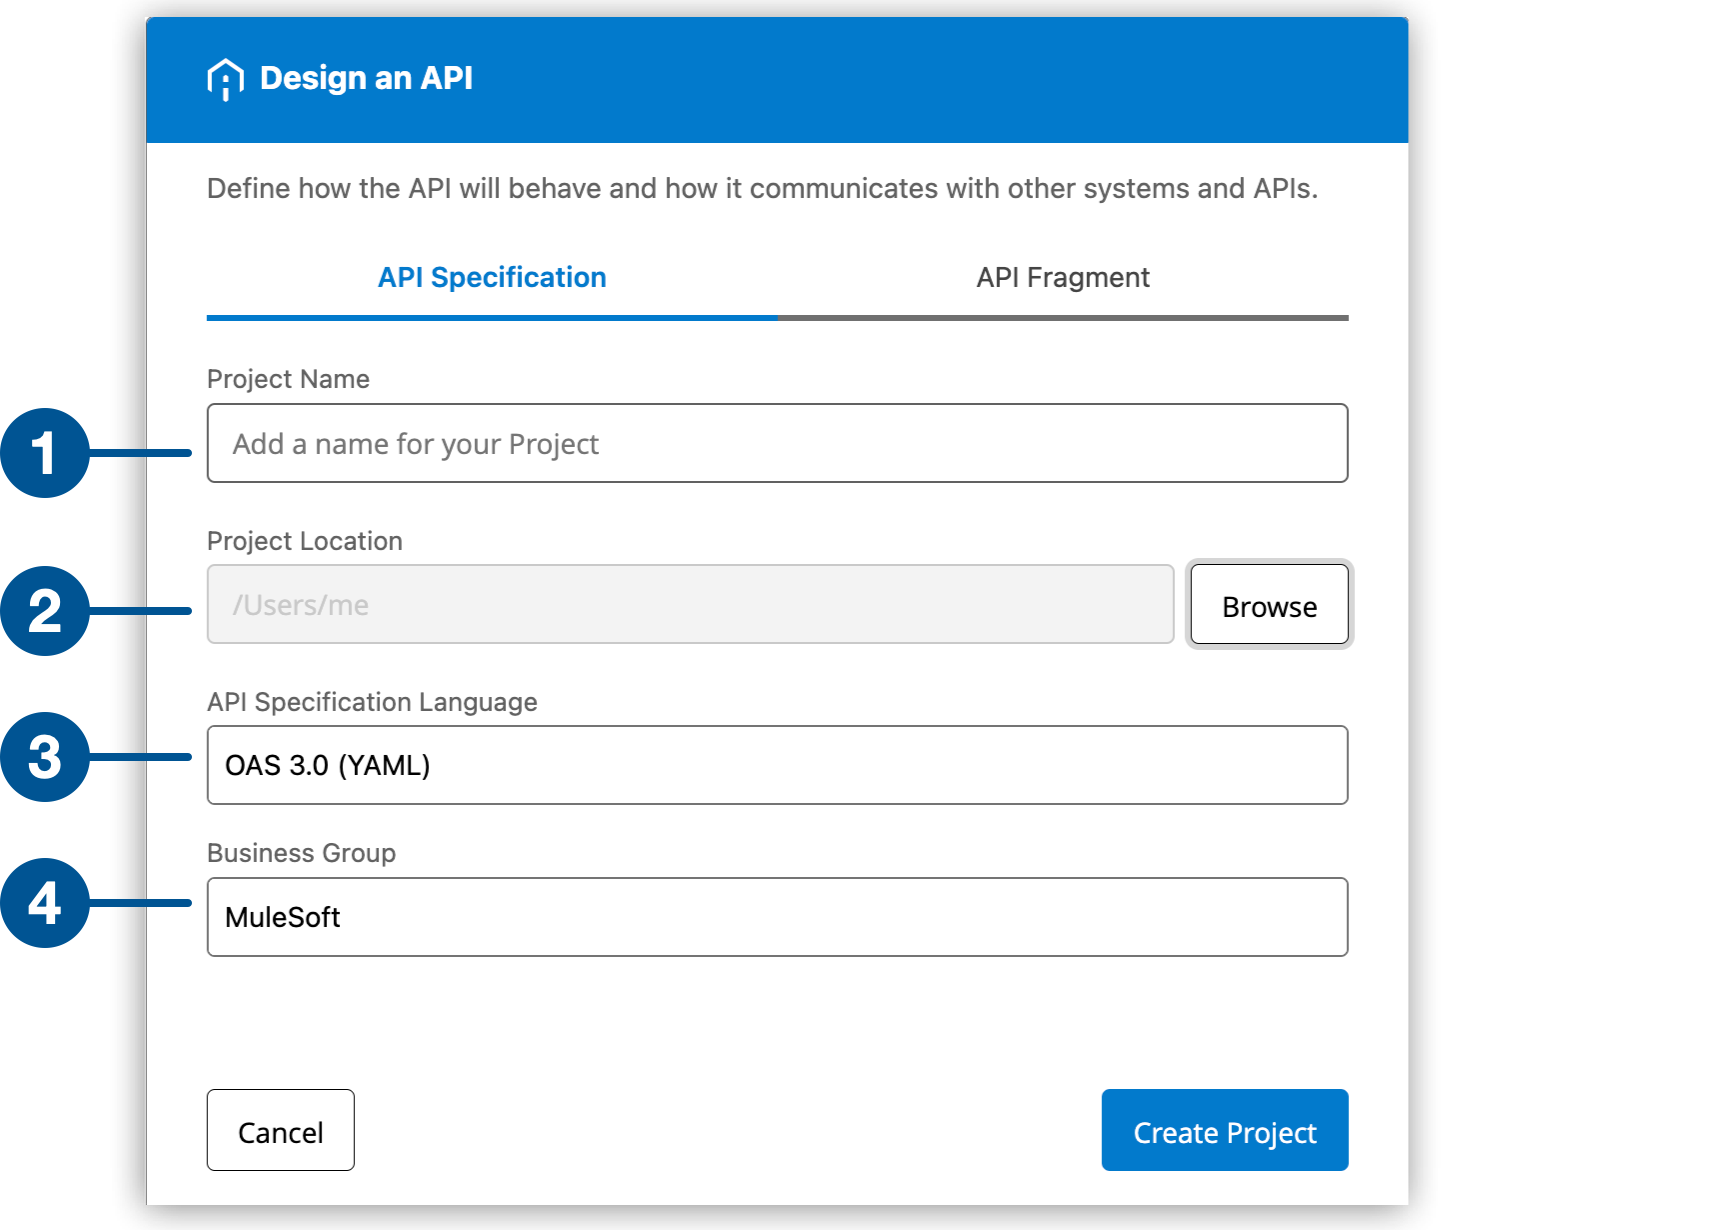 Design an API
Define how the API will behave and how it communicates with other systems and APIs.
API Specification
API Fragment
Project Name
1
Add a name for your Project
Project Location
2
/Users/me
Browse
API Specification Language
3
OAS 3.0 (YAML)
Business Group
4
MuleSoft
Cancel
Create Project